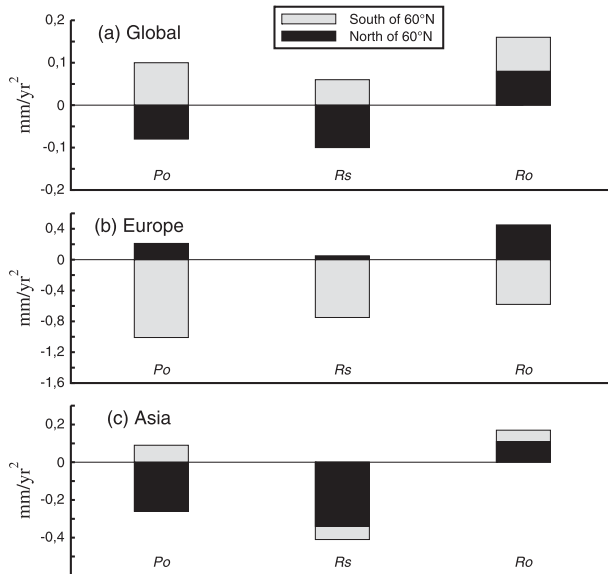 South of 60°N
North of 60°N
(a) Global
mm/yr²
0,2
0,1
0
-0,1
-0,2
Po Rs Ro
(b) Europe
mm/yr²
0,4
0
-0,4
-0,8
-1,2
-1,6
Po Rs Ro
(c) Asia
mm/yr²
0,2
0
-0,2
-0,4
Po Rs Ro